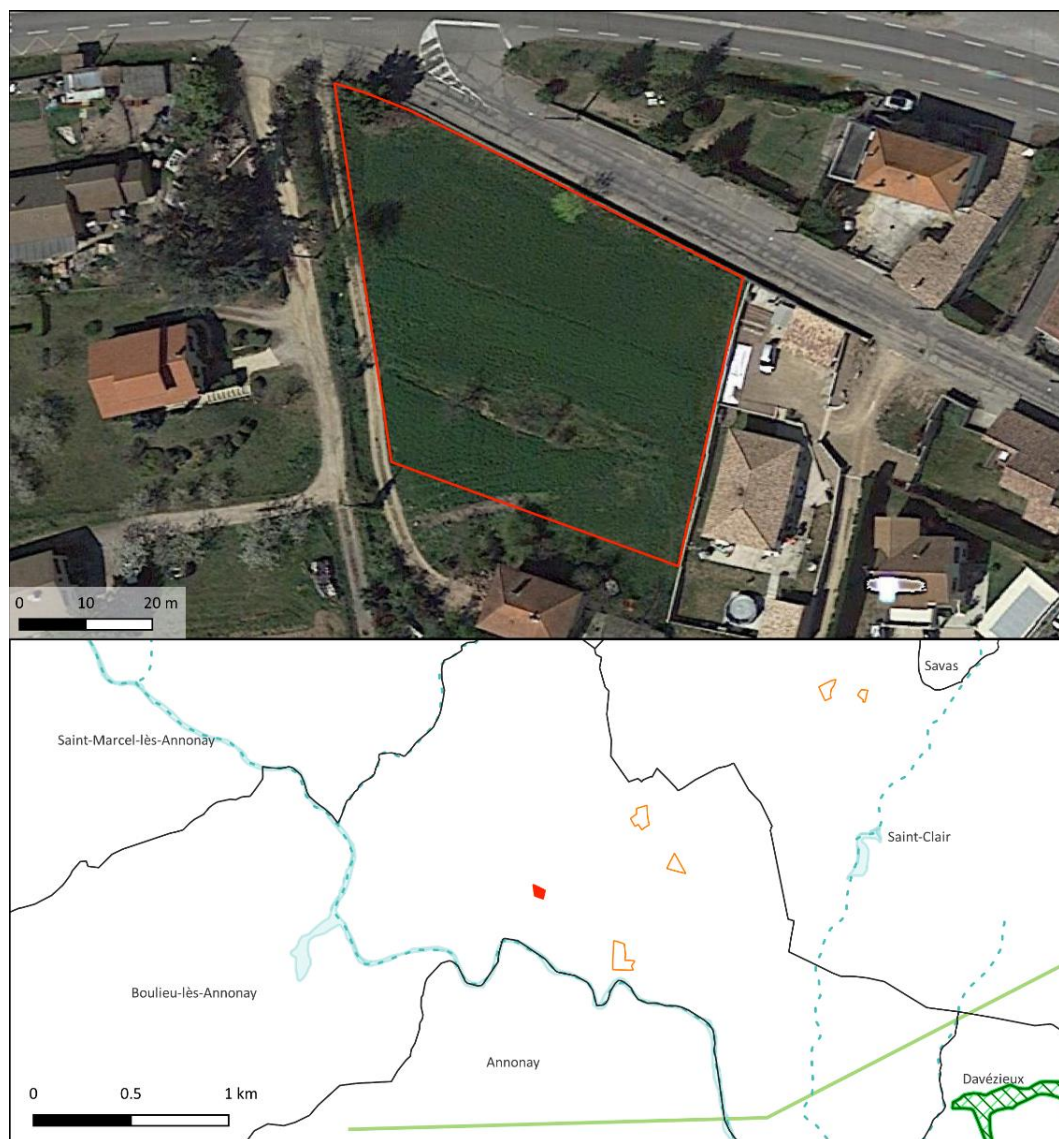 0 10 20 m
Savas
Saint-Marcel-lès-Annonay
Saint-Clair
Boulieu-lès-Annonay
Annonay
Davézieux
0 0.5 1 km